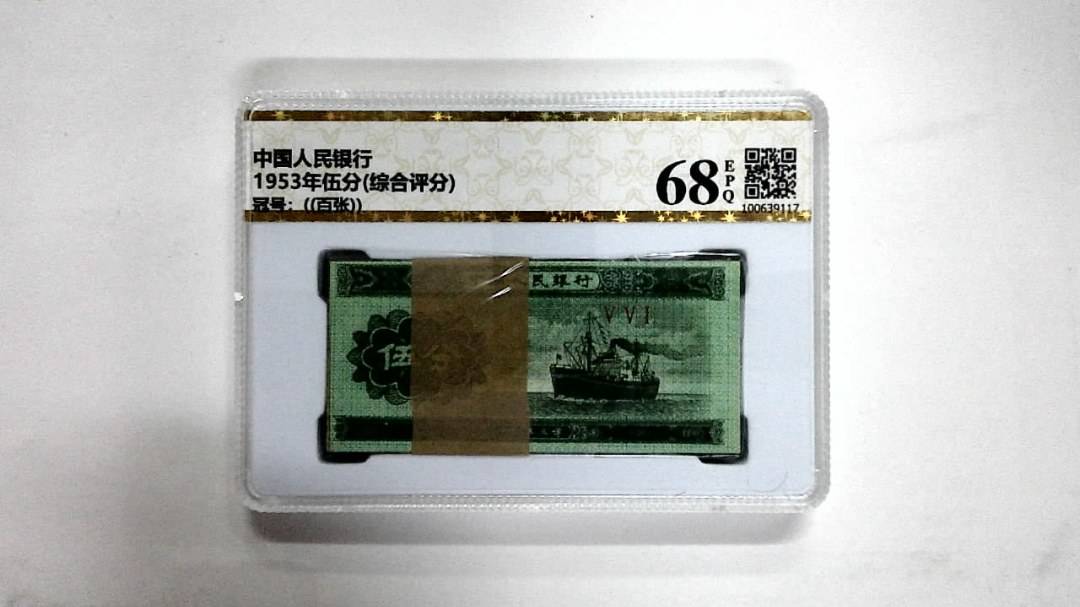 中国人民银行
1953年伍分(综合评分)
冠号：((百张))
68
EPQ
100639117
民银行
VVI
伍